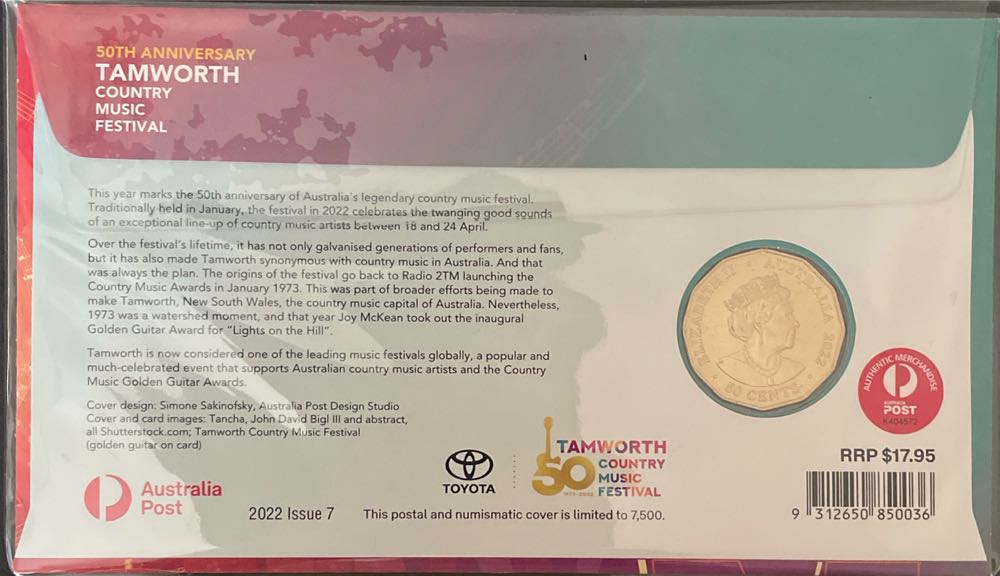 50TH ANNIVERSARY
TAMWORTH
COUNTRY
MUSIC
FESTIVAL
This year marks the 50th anniversary of Australia's legendary country music festival.
Traditionally held in January, the festival in 2022 celebrates the twanging good sounds
of an exceptional line-up of country music artists between 18 and 24 April.
Over the festival's lifetime, it has not only galvanised generations of performers and fans,
but it has also made Tamworth synonymous with country music in Australia. And that
was always the plan. The origins of the festival go back to Radio 2TM launching the
Country Music Awards in January 1973. This was part of broader efforts being made to
make Tamworth, New South Wales, the country music capital of Australia. Nevertheless,
1973 was a watershed moment, and that year Joy McKean took out the inaugural
Golden Guitar Award for "Lights on the Hill".
Tamworth is now considered one of the leading music festivals globally, a popular and
much-celebrated event that supports Australian country music artists and the Country
Music Golden Guitar Awards.
Cover design: Simone Sakinofsky, Australia Post Design Studio
Cover and card images: Tancha, John David Bigl III and abstract,
all Shutterstock.com; Tamworth Country Music Festival
(golden guitar on card)
ELIZABETH II • AUSTRALIA 2022
• 50 CENTS •
AUTHENTIC MERCHANDISE
AUSTRALIA
POST
K404572
Australia
Post
2022 Issue 7
TOYOTA
50
1973-2022
TAMWORTH
COUNTRY
MUSIC
FESTIVAL
This postal and numismatic cover is limited to 7,500.
RRP $17.95
9 312650 850036